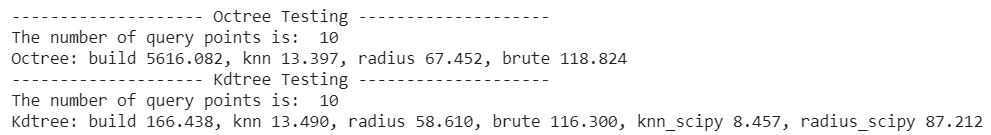 -------------------- Octree Testing --------------------
The number of query points is:  10
Octree: build 5616.082, knn 13.397, radius 67.452, brute 118.824
-------------------- Kdtree Testing --------------------
The number of query points is:  10
Kdtree: build 166.438, knn 13.490, radius 58.610, brute 116.300, knn_scipy 8.457, radius_scipy 87.212